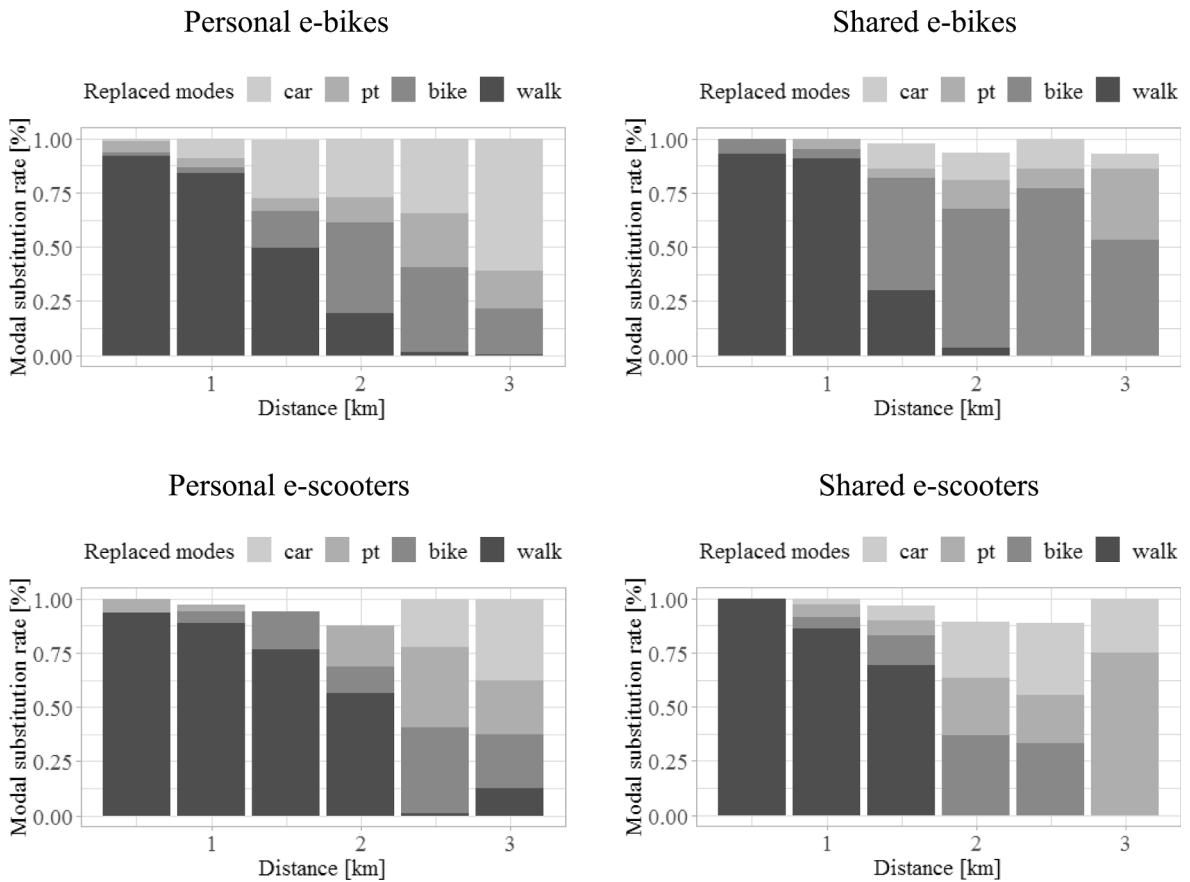 Personal e-bikes
Replaced modes car pt bike walk
Modal substitution rate [%]
1.00
0.75
0.50
0.25
0.00
1 2 3
Distance [km]
Shared e-bikes
Replaced modes car pt bike walk
Modal substitution rate [%]
1.00
0.75
0.50
0.25
0.00
1 2 3
Distance [km]
Personal e-scooters
Replaced modes car pt bike walk
Modal substitution rate [%]
1.00
0.75
0.50
0.25
0.00
1 2 3
Distance [km]
Shared e-scooters
Replaced modes car pt bike walk
Modal substitution rate [%]
1.00
0.75
0.50
0.25
0.00
1 2 3
Distance [km]